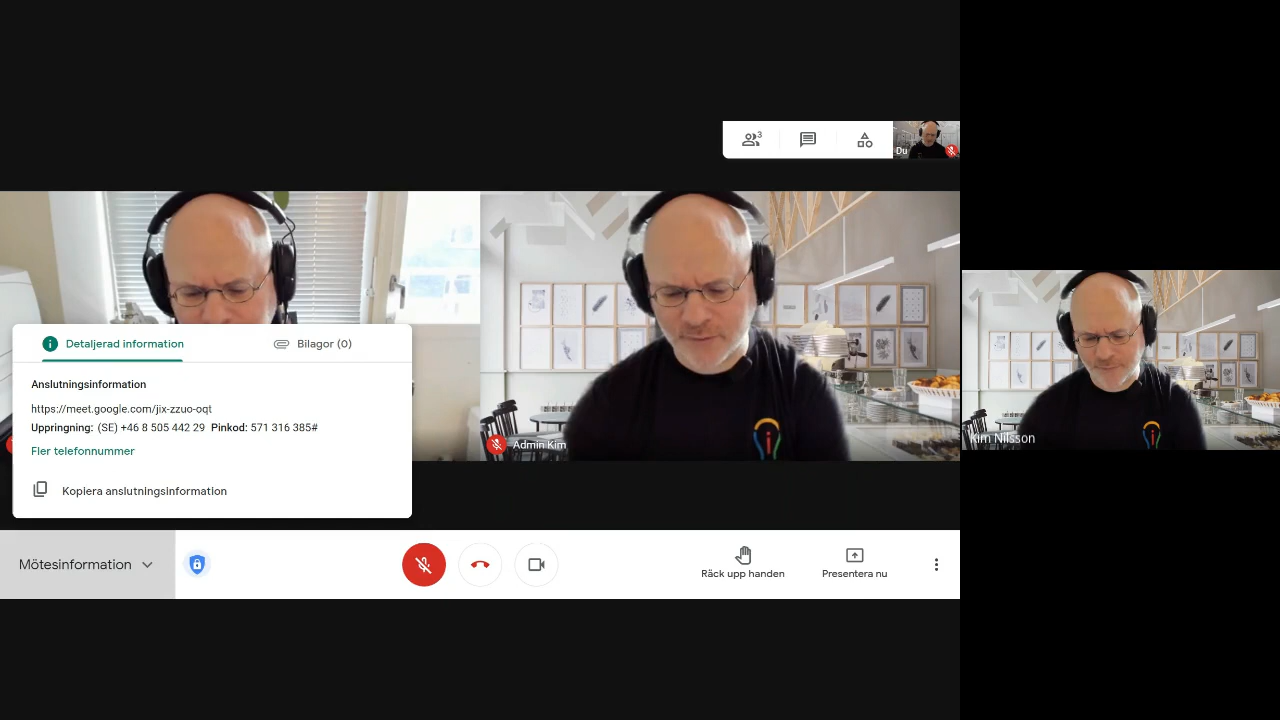 3
Du
Detaljerad information
Bilagor (0)
Anslutningsinformation
https://meet.google.com/jix-zzuo-oqt
Uppringning: (SE) +46 8 505 442 29 Pinkod: 571 316 385#
Fler telefonnummer
Kopiera anslutningsinformation
Admin Kim
Kim Nilsson
Mötesinformation
Räck upp handen
Presentera nu